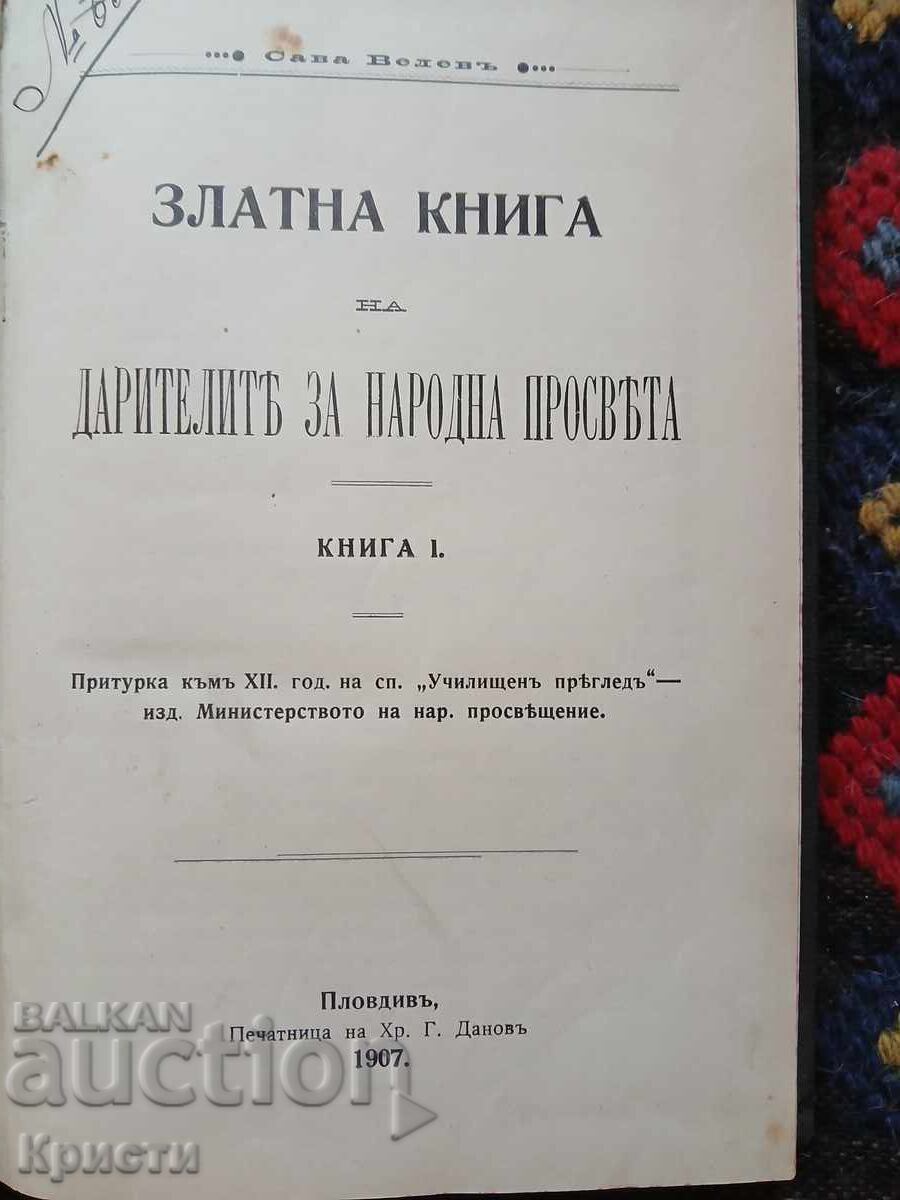 №
Сава Велевъ
ЗЛАТНА КНИГА
НА
ДАРИТЕЛИТѢ ЗА НАРОДНА ПРОСВѢТА
КНИГА I.
Притурка къмъ XII. год. на сп. „Училищенъ прѣгледъ“—
изд. Министерството на нар. просвѣщение.
Пловдивъ,
Печатница на Хр. Г. Дановъ
1907.
BALKAN
auction
Кристи